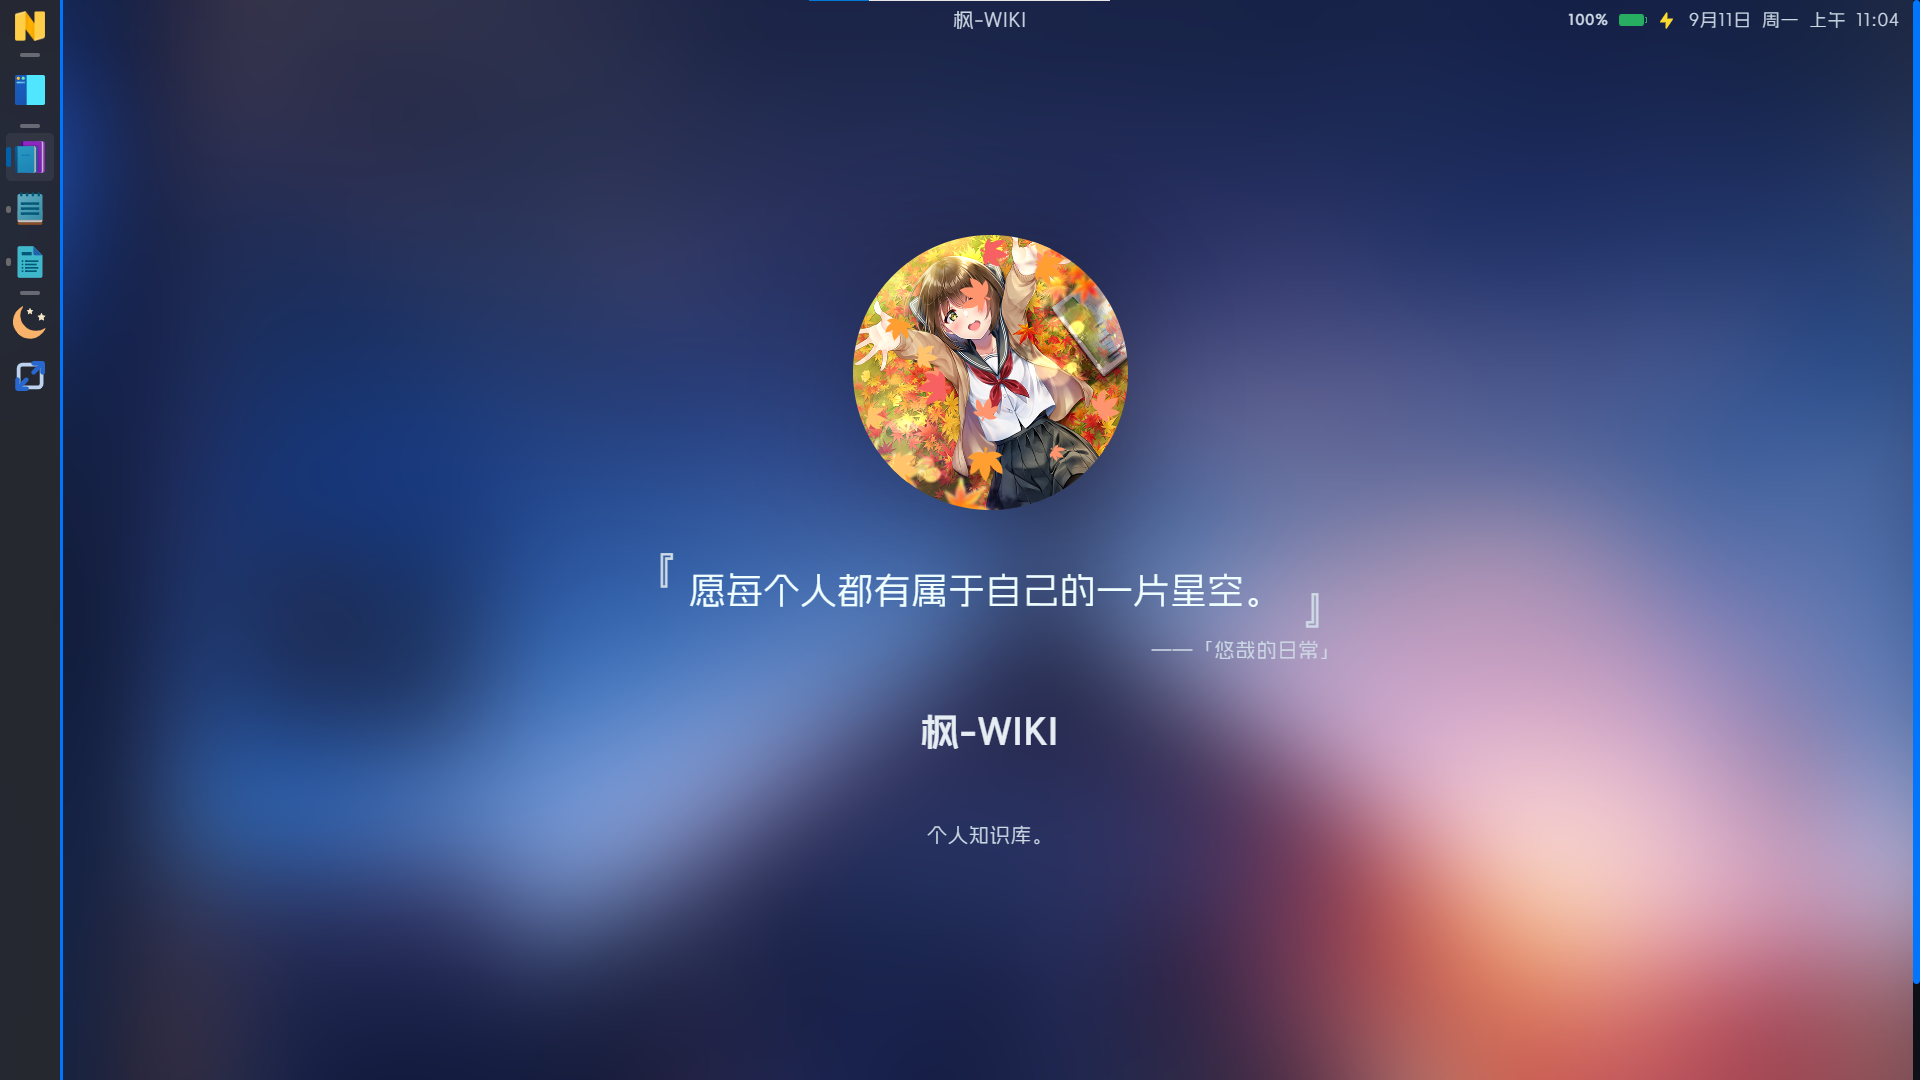 枫-WIKI
100% 9月11日 周一 上午 11:04
『愿每个人都有属于自己的一片星空。』
——「悠哉的日常」
枫-WIKI
个人知识库。